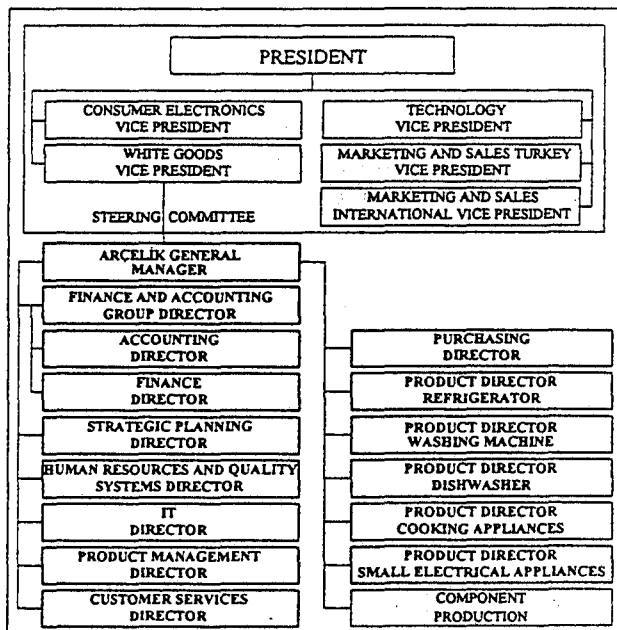 PRESIDENT
CONSUMER ELECTRONICS
VICE PRESIDENT
WHITE GOODS
VICE PRESIDENT
TECHNOLOGY
VICE PRESIDENT
MARKETING AND SALES TURKEY
VICE PRESIDENT
MARKETING AND SALES
INTERNATIONAL VICE PRESIDENT
STEERING COMMITTEE
ARÇELİK GENERAL
MANAGER
FINANCE AND ACCOUNTING
GROUP DIRECTOR
ACCOUNTING
DIRECTOR
FINANCE
DIRECTOR
STRATEGIC PLANNING
DIRECTOR
HUMAN RESOURCES AND QUALITY
SYSTEMS DIRECTOR
IT
DIRECTOR
PRODUCT MANAGEMENT
DIRECTOR
CUSTOMER SERVICES
DIRECTOR
PURCHASING
DIRECTOR
PRODUCT DIRECTOR
REFRIGERATOR
PRODUCT DIRECTOR
WASHING MACHINE
PRODUCT DIRECTOR
DISHWASHER
PRODUCT DIRECTOR
COOKING APPLIANCES
PRODUCT DIRECTOR
SMALL ELECTRICAL APPLIANCES
COMPONENT
PRODUCTION